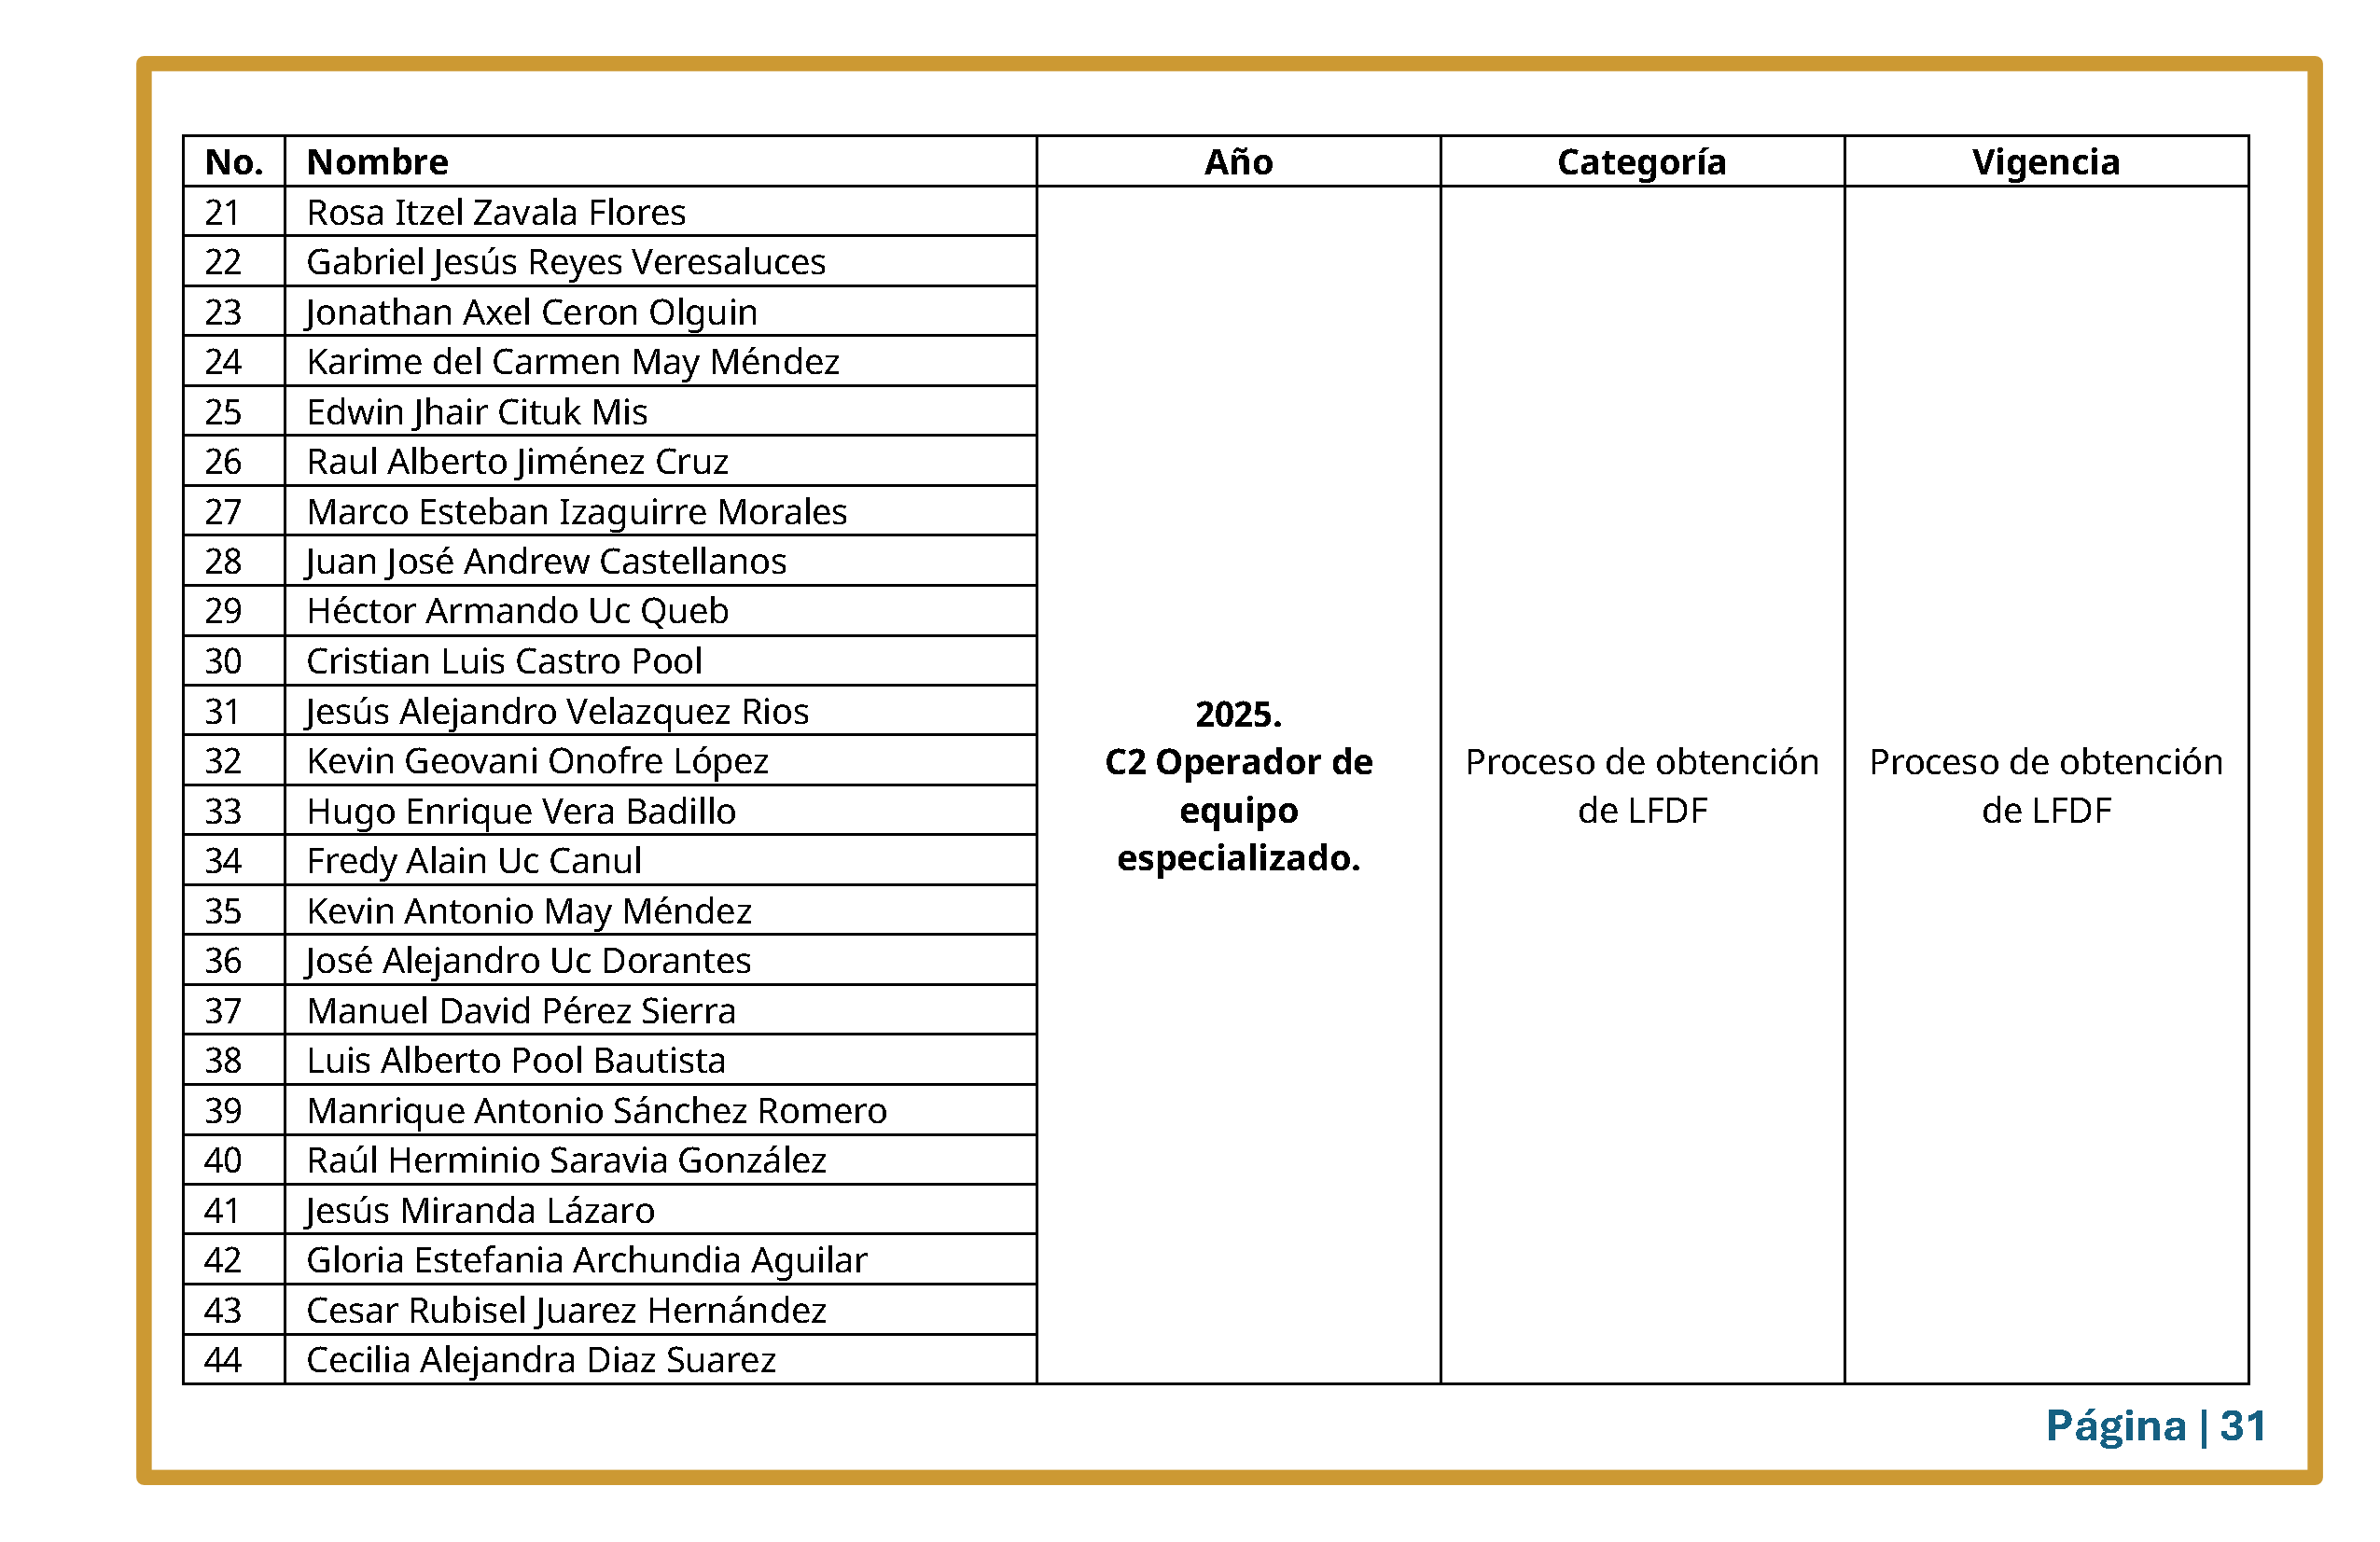 No. Nombre Año Categoría Vigencia
21 Rosa Itzel Zavala Flores
22 Gabriel Jesús Reyes Veresaluces
23 Jonathan Axel Ceron Olguin
24 Karime del Carmen May Méndez
25 Edwin Jhair Cituk Mis
26 Raul Alberto Jiménez Cruz
27 Marco Esteban Izaguirre Morales
28 Juan José Andrew Castellanos
29 Héctor Armando Uc Queb
30 Cristian Luis Castro Pool
31 Jesús Alejandro Velazquez Rios
32 Kevin Geovani Onofre López
33 Hugo Enrique Vera Badillo
34 Fredy Alain Uc Canul
35 Kevin Antonio May Méndez
36 José Alejandro Uc Dorantes
37 Manuel David Pérez Sierra
38 Luis Alberto Pool Bautista
39 Manrique Antonio Sánchez Romero
40 Raúl Herminio Saravia González
41 Jesús Miranda Lázaro
42 Gloria Estefania Archundia Aguilar
43 Cesar Rubisel Juarez Hernández
44 Cecilia Alejandra Diaz Suarez
2025.
C2 Operador de
equipo
especializado.
Proceso de obtención
de LFDF
Proceso de obtención
de LFDF
Página | 31